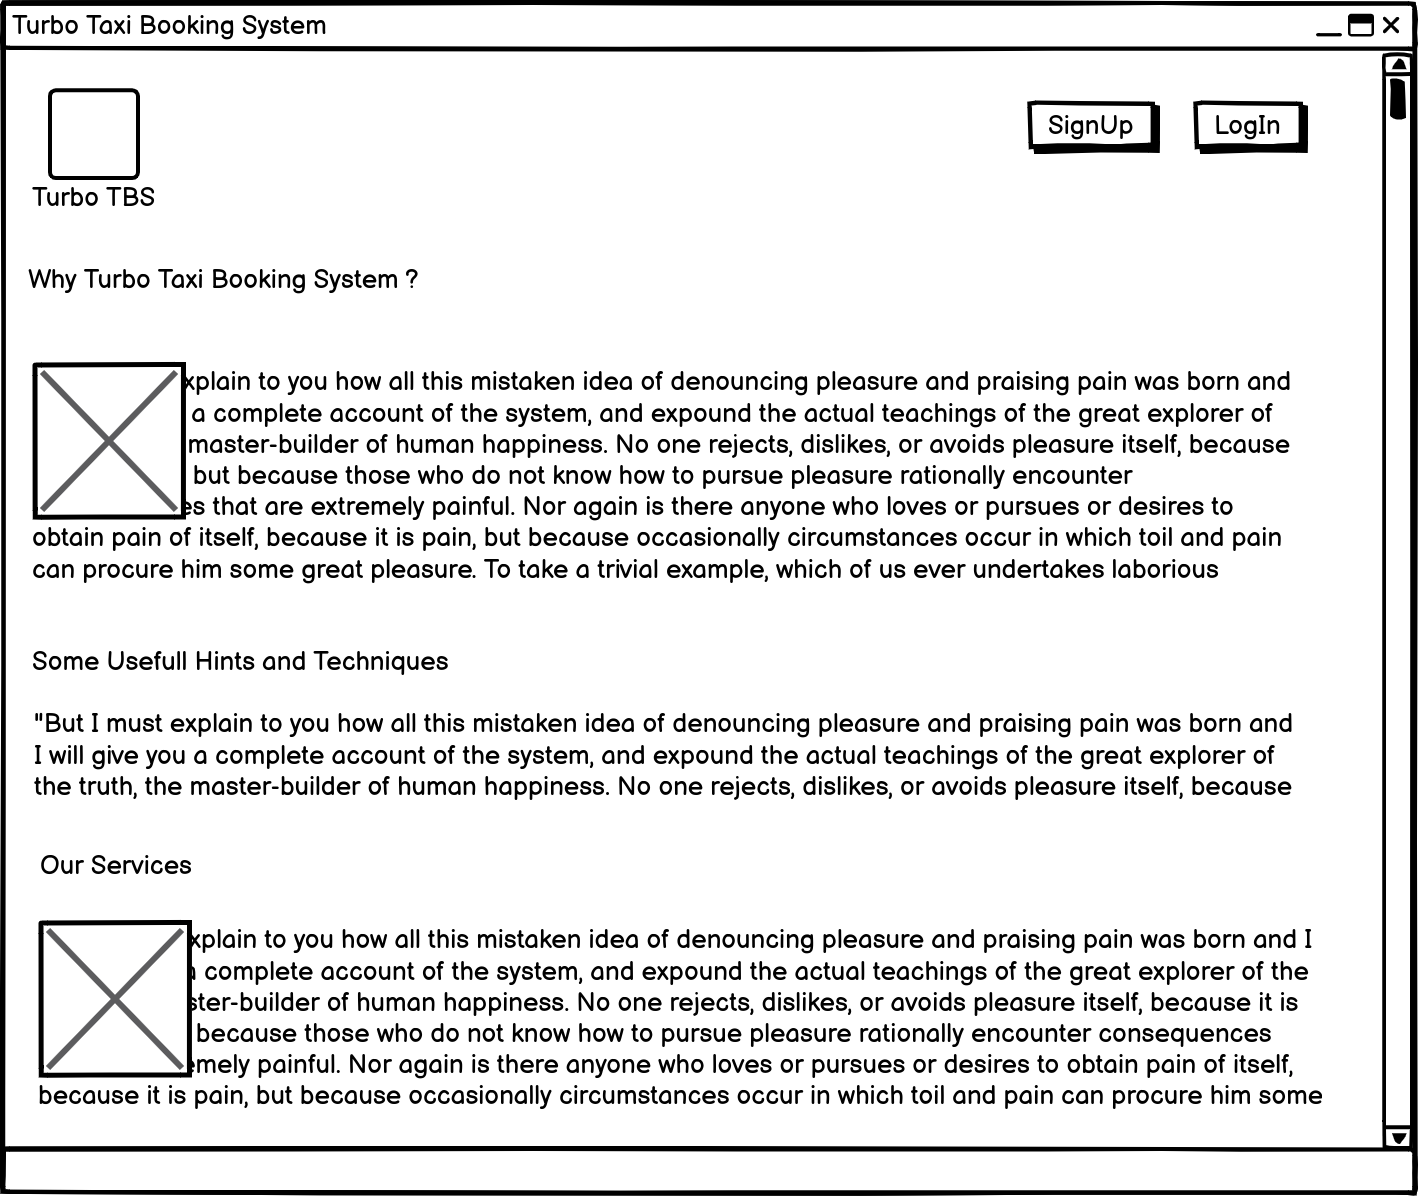 Turbo Taxi Booking System
SignUp LogIn
Turbo TBS
Why Turbo Taxi Booking System ?
xplain to you how all this mistaken idea of denouncing pleasure and praising pain was born and
a complete account of the system, and expound the actual teachings of the great explorer of
master-builder of human happiness. No one rejects, dislikes, or avoids pleasure itself, because
but because those who do not know how to pursue pleasure rationally encounter
es that are extremely painful. Nor again is there anyone who loves or pursues or desires to
obtain pain of itself, because it is pain, but because occasionally circumstances occur in which toil and pain
can procure him some great pleasure. To take a trivial example, which of us ever undertakes laborious
Some Usefull Hints and Techniques
"But I must explain to you how all this mistaken idea of denouncing pleasure and praising pain was born and
I will give you a complete account of the system, and expound the actual teachings of the great explorer of
the truth, the master-builder of human happiness. No one rejects, dislikes, or avoids pleasure itself, because
Our Services
xplain to you how all this mistaken idea of denouncing pleasure and praising pain was born and I
a complete account of the system, and expound the actual teachings of the great explorer of the
ster-builder of human happiness. No one rejects, dislikes, or avoids pleasure itself, because it is
because those who do not know how to pursue pleasure rationally encounter consequences
emely painful. Nor again is there anyone who loves or pursues or desires to obtain pain of itself,
because it is pain, but because occasionally circumstances occur in which toil and pain can procure him some